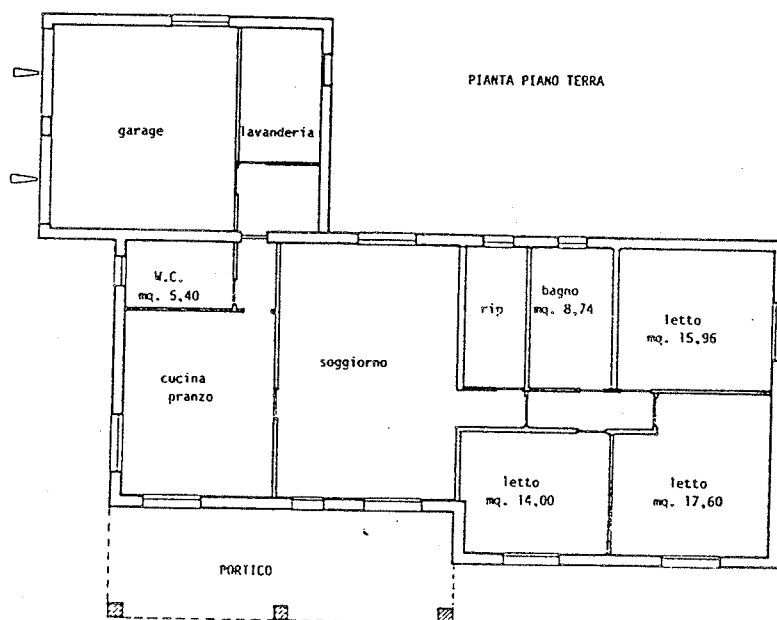 PIANTA PIANO TERRA
garage
lavanderia
W.C.
mq. 5,40
cucina
pranzo
soggiorno
rip
bagno
mq. 8,74
letto
mq. 15,96
letto
mq. 14,00
letto
mq. 17,60
PORTICO